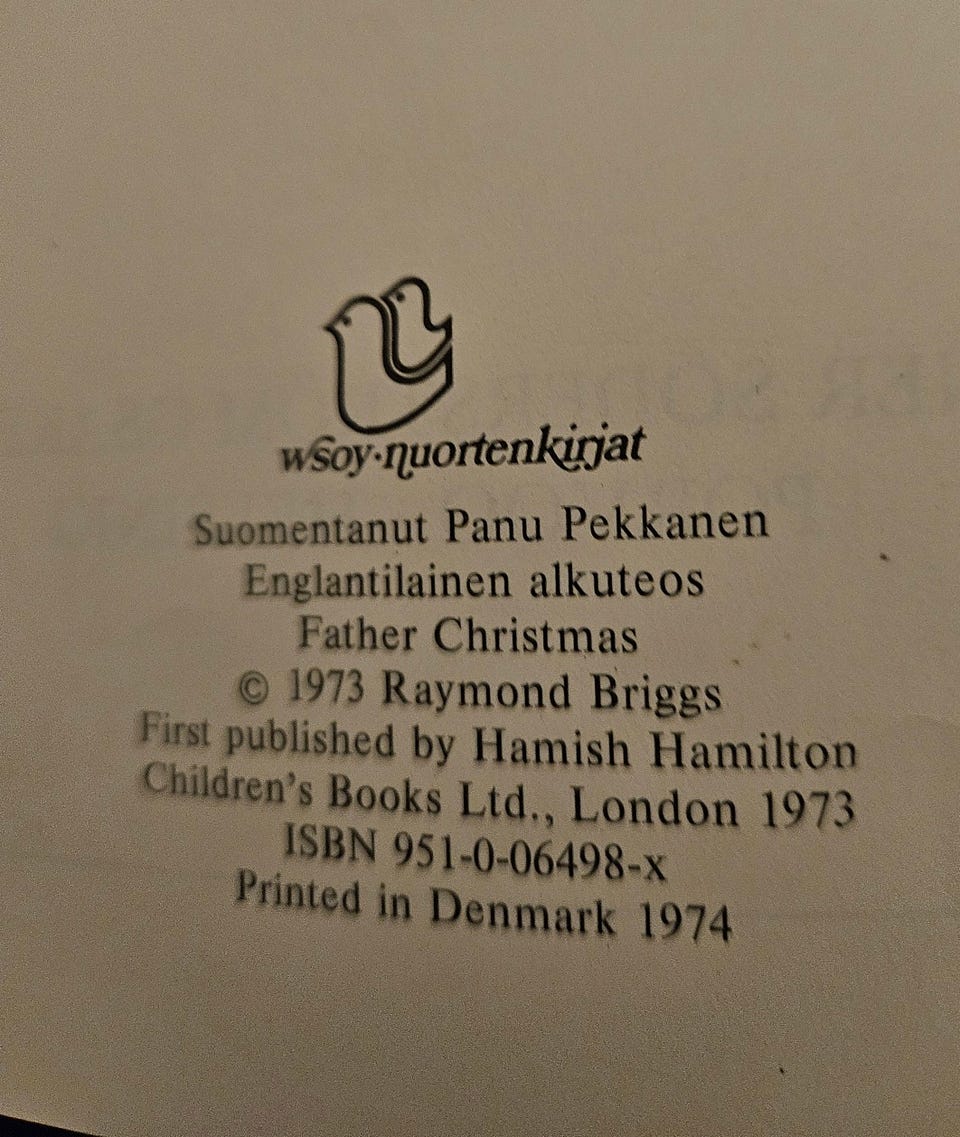 wsoy·nuortenkirjat
Suomentanut Panu Pekkanen
Englantilainen alkuteos
Father Christmas
© 1973 Raymond Briggs
First published by Hamish Hamilton
Children's Books Ltd., London 1973
ISBN 951-0-06498-x
Printed in Denmark 1974